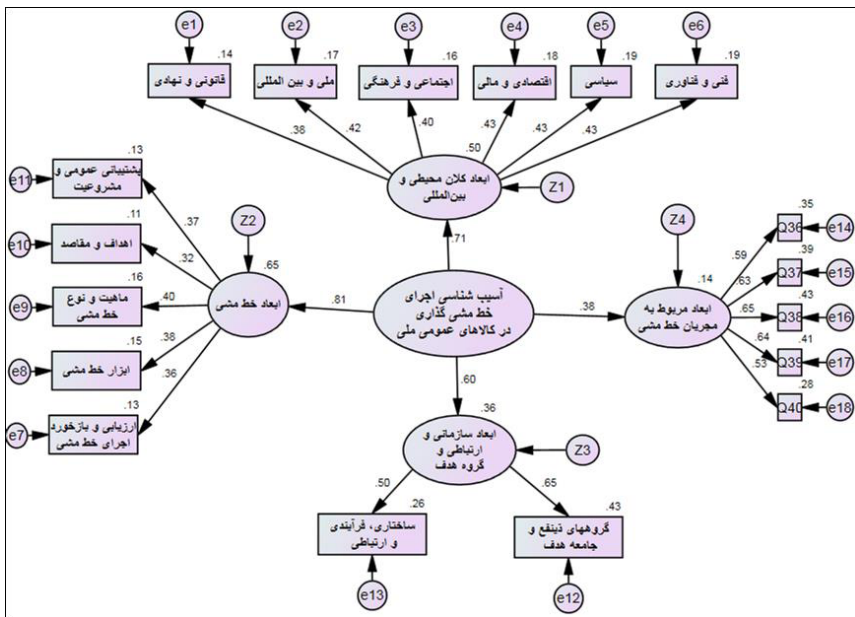 e1
e2
e3
e4
e5
e6
.14
.17
.16
.18
.19
.19
قانونی و نهادی
ملی و بین المللی
اجتماعی و فرهنگی
اقتصادی و مالی
سیاسی
فنی و فناوری
.38
.42
.40
.43
.43
.43
.50
ابعاد کلان محیطی و
بین‌المللی
Z1
.71
.13
e11
پشتیبانی عمومی و
مشروعیت
.37
.11
e10
اهداف و مقاصد
.32
.16
e9
ماهیت و نوع
خط مشی
.40
.15
e8
ابزار خط مشی
.38
.13
e7
ارزیابی و بازخورد
اجرای خط مشی
.36
Z2
.65
ابعاد خط مشی
.81
آسیب شناسی اجرای
خط مشی گذاری
در کالاهای عمومی ملی
.38
Z4
.14
ابعاد مربوط به
مجریان خط مشی
.35
.59
Q36
e14
.39
.63
Q37
e15
.43
.65
Q38
e16
.41
.64
Q39
e17
.28
.53
Q40
e18
.60
.36
ابعاد سازمانی و
ارتباطی و
گروه هدف
Z3
.50
.65
.26
ساختاری، فرآیندی
و ارتباطی
e13
.43
گروههای ذینفع و
جامعه هدف
e12